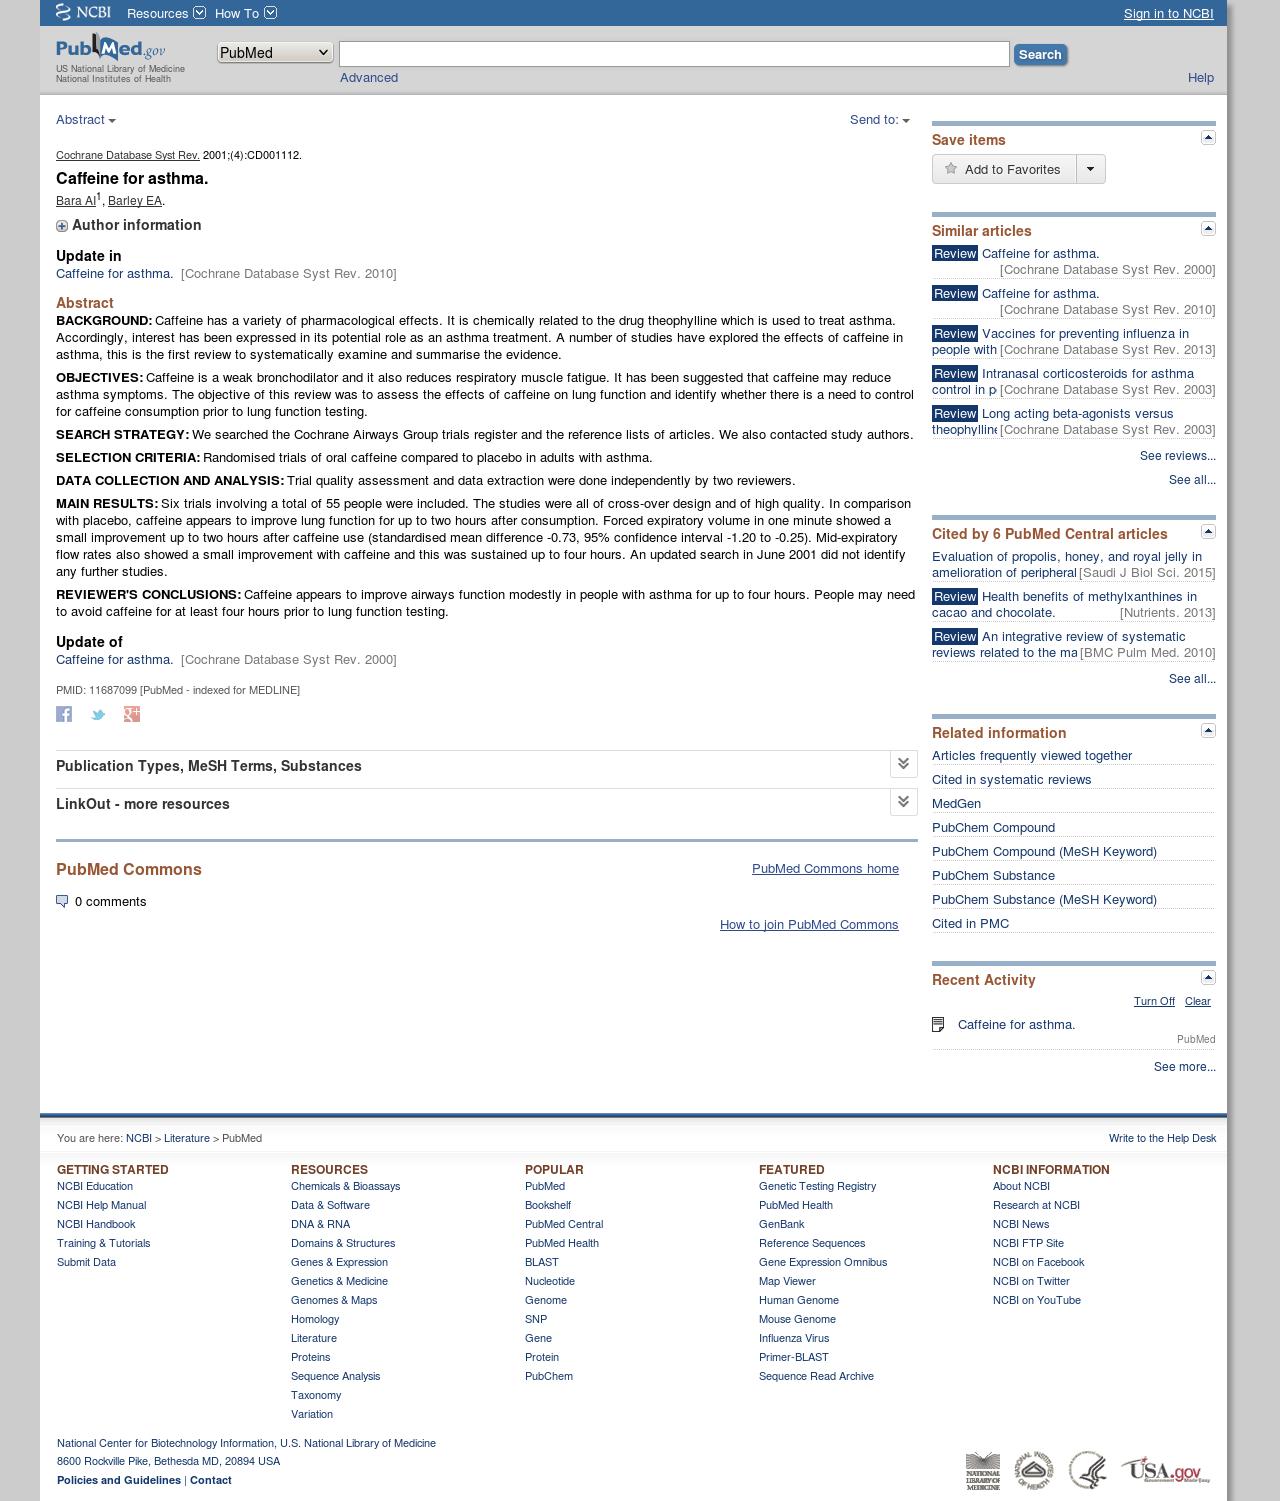 NCBI Resources How To Sign in to NCBI
PubMed.gov
US National Library of Medicine
National Institutes of Health
PubMed
Search
Advanced
Help
Abstract
Send to:
Cochrane Database Syst Rev. 2001;(4):CD001112.
Caffeine for asthma.
Bara AI1, Barley EA.
Author information
Update in
Caffeine for asthma. [Cochrane Database Syst Rev. 2010]
Abstract
BACKGROUND: Caffeine has a variety of pharmacological effects. It is chemically related to the drug theophylline which is used to treat asthma.
Accordingly, interest has been expressed in its potential role as an asthma treatment. A number of studies have explored the effects of caffeine in
asthma, this is the first review to systematically examine and summarise the evidence.
OBJECTIVES: Caffeine is a weak bronchodilator and it also reduces respiratory muscle fatigue. It has been suggested that caffeine may reduce
asthma symptoms. The objective of this review was to assess the effects of caffeine on lung function and identify whether there is a need to control
for caffeine consumption prior to lung function testing.
SEARCH STRATEGY: We searched the Cochrane Airways Group trials register and the reference lists of articles. We also contacted study authors.
SELECTION CRITERIA: Randomised trials of oral caffeine compared to placebo in adults with asthma.
DATA COLLECTION AND ANALYSIS: Trial quality assessment and data extraction were done independently by two reviewers.
MAIN RESULTS: Six trials involving a total of 55 people were included. The studies were all of cross-over design and of high quality. In comparison
with placebo, caffeine appears to improve lung function for up to two hours after consumption. Forced expiratory volume in one minute showed a
small improvement up to two hours after caffeine use (standardised mean difference -0.73, 95% confidence interval -1.20 to -0.25). Mid-expiratory
flow rates also showed a small improvement with caffeine and this was sustained up to four hours. An updated search in June 2001 did not identify
any further studies.
REVIEWER'S CONCLUSIONS: Caffeine appears to improve airways function modestly in people with asthma for up to four hours. People may need
to avoid caffeine for at least four hours prior to lung function testing.
Update of
Caffeine for asthma. [Cochrane Database Syst Rev. 2000]
PMID: 11687099 [PubMed - indexed for MEDLINE]
Publication Types, MeSH Terms, Substances
LinkOut - more resources
PubMed Commons
PubMed Commons home
0 comments
How to join PubMed Commons
Save items
Add to Favorites
Similar articles
Review Caffeine for asthma.
[Cochrane Database Syst Rev. 2000]
Review Caffeine for asthma.
[Cochrane Database Syst Rev. 2010]
Review Vaccines for preventing influenza in
people with [Cochrane Database Syst Rev. 2013]
Review Intranasal corticosteroids for asthma
control in p [Cochrane Database Syst Rev. 2003]
Review Long acting beta-agonists versus
theophylline [Cochrane Database Syst Rev. 2003]
See reviews...
See all...
Cited by 6 PubMed Central articles
Evaluation of propolis, honey, and royal jelly in
amelioration of peripheral [Saudi J Biol Sci. 2015]
Review Health benefits of methylxanthines in
cacao and chocolate. [Nutrients. 2013]
Review An integrative review of systematic
reviews related to the ma [BMC Pulm Med. 2010]
See all...
Related information
Articles frequently viewed together
Cited in systematic reviews
MedGen
PubChem Compound
PubChem Compound (MeSH Keyword)
PubChem Substance
PubChem Substance (MeSH Keyword)
Cited in PMC
Recent Activity
Turn Off Clear
Caffeine for asthma.
PubMed
See more...
You are here: NCBI > Literature > PubMed
Write to the Help Desk
GETTING STARTED
NCBI Education
NCBI Help Manual
NCBI Handbook
Training & Tutorials
Submit Data
RESOURCES
Chemicals & Bioassays
Data & Software
DNA & RNA
Domains & Structures
Genes & Expression
Genetics & Medicine
Genomes & Maps
Homology
Literature
Proteins
Sequence Analysis
Taxonomy
Variation
POPULAR
PubMed
Bookshelf
PubMed Central
PubMed Health
BLAST
Nucleotide
Genome
SNP
Gene
Protein
PubChem
FEATURED
Genetic Testing Registry
PubMed Health
GenBank
Reference Sequences
Gene Expression Omnibus
Map Viewer
Human Genome
Mouse Genome
Influenza Virus
Primer-BLAST
Sequence Read Archive
NCBI INFORMATION
About NCBI
Research at NCBI
NCBI News
NCBI FTP Site
NCBI on Facebook
NCBI on Twitter
NCBI on YouTube
National Center for Biotechnology Information, U.S. National Library of Medicine
8600 Rockville Pike, Bethesda MD, 20894 USA
Policies and Guidelines | Contact
NATIONAL
LIBRARY OF
MEDICINE
NATIONAL INSTITUTES OF HEALTH
USA.gov
Government Made Easy